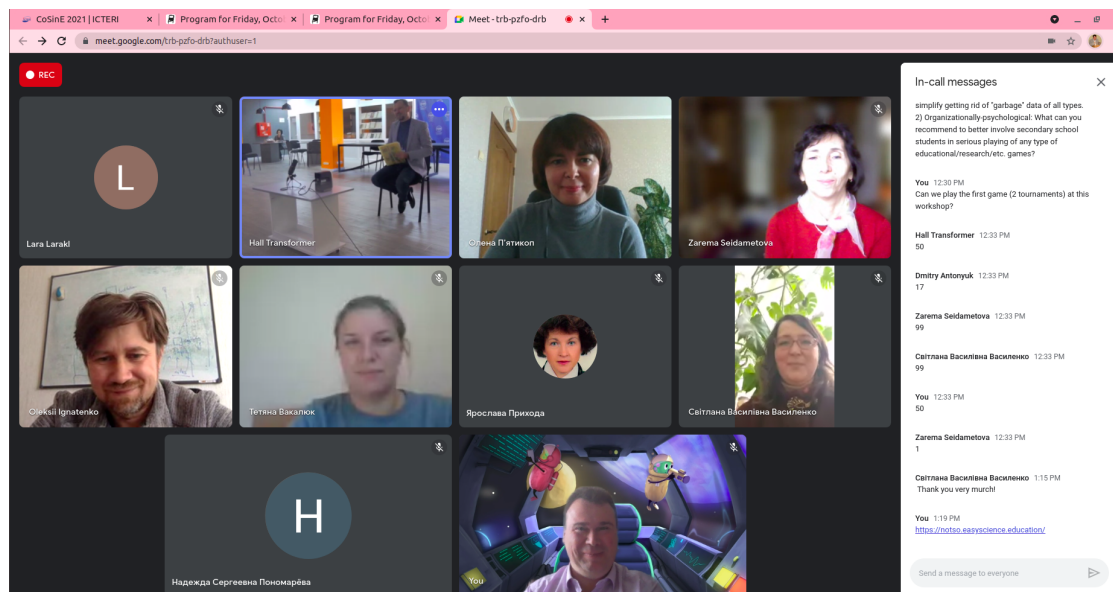 CoSinE 2021 | ICTERI
Program for Friday, Octo
Program for Friday, Octo
Meet - trb-pzfo-drb
meet.google.com/trb-pzfo-drb?authuser=1
REC
L
Lara Larakl
Hall Transformer
Олена П'ятикоп
Zarema Seidametova
Oleksii Ignatenko
Тетяна Вакалюк
Ярослава Прихода
Світлана Василівна Василенко
H
Надежда Сергеевна Пономарёва
You
In-call messages
simplify getting rid of "garbage" data of all types.
2) Organizationally-psychological: What can you
recommend to better involve secondary school
students in serious playing of any type of
educational/research/etc. games?
You 12:30 PM
Can we play the first game (2 tournaments) at this
workshop?
Hall Transformer 12:33 PM
50
Dmitry Antonyuk 12:33 PM
17
Zarema Seidametova 12:33 PM
99
Світлана Василівна Василенко 12:33 PM
99
You 12:33 PM
50
Zarema Seidametova 12:33 PM
1
Світлана Василівна Василенко 1:15 PM
Thank you very murch!
You 1:19 PM
https://notso.easyscience.education/
Send a message to everyone